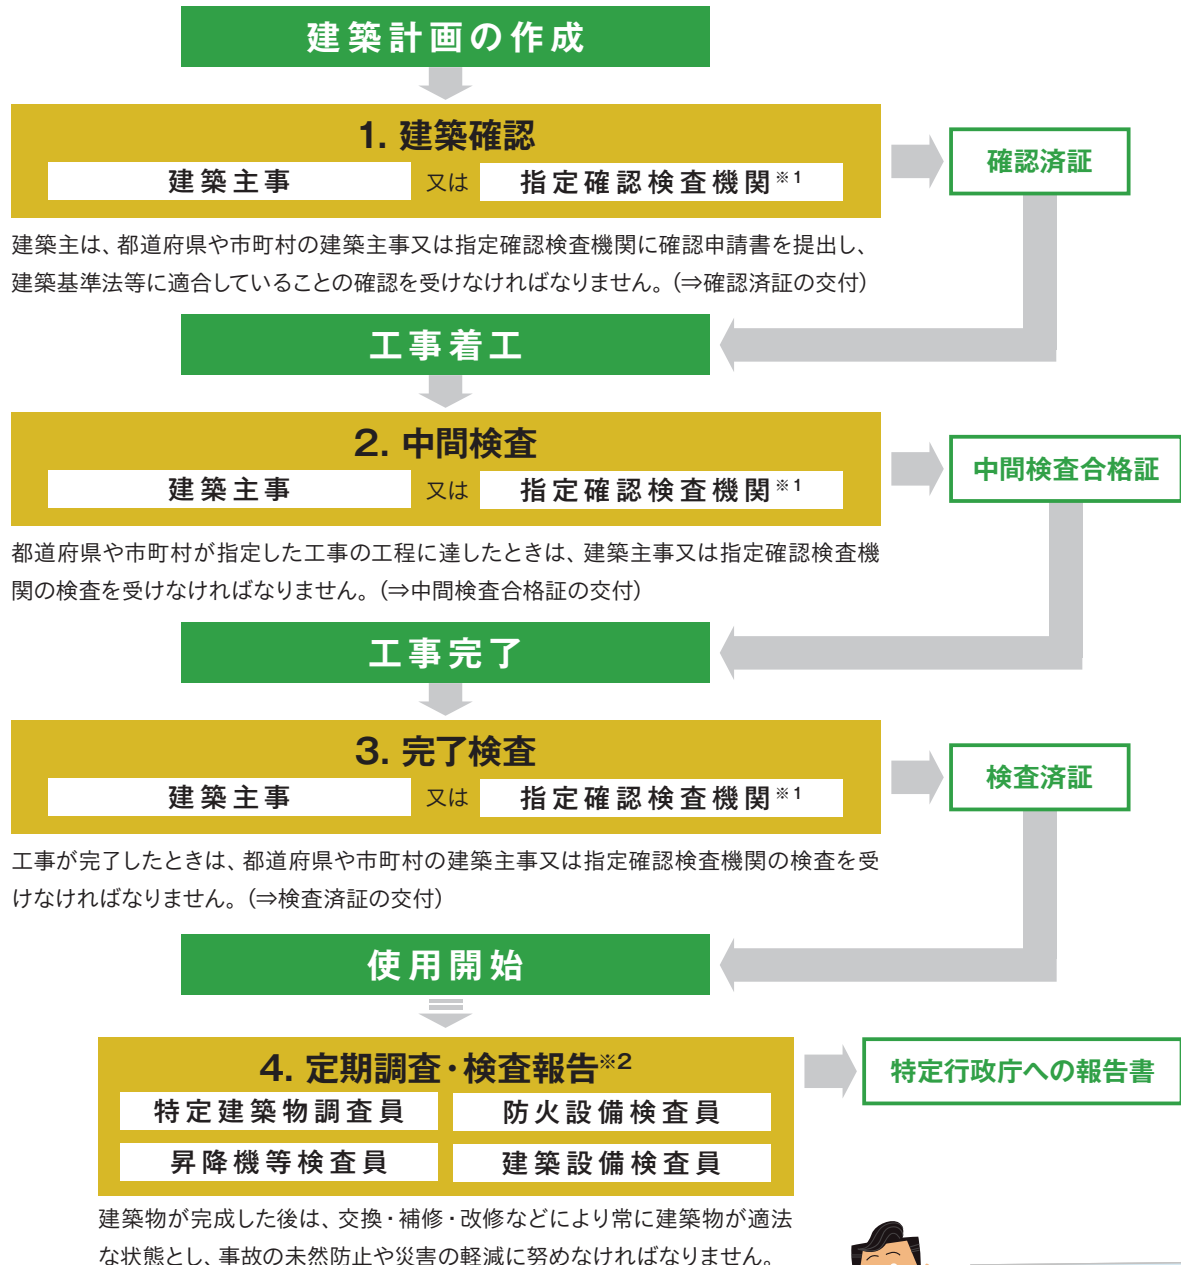 建築計画の作成
1. 建築確認
建築主事 又は 指定確認検査機関※1
確認済証
建築主は、都道府県や市町村の建築主事又は指定確認検査機関に確認申請書を提出し、
建築基準法等に適合していることの確認を受けなければなりません。(⇒確認済証の交付)
工事着工
2. 中間検査
建築主事 又は 指定確認検査機関※1
中間検査合格証
都道府県や市町村が指定した工事の工程に達したときは、建築主事又は指定確認検査機
関の検査を受けなければなりません。(⇒中間検査合格証の交付)
工事完了
3. 完了検査
建築主事 又は 指定確認検査機関※1
検査済証
工事が完了したときは、都道府県や市町村の建築主事又は指定確認検査機関の検査を受
けなければなりません。(⇒検査済証の交付)
使用開始
4. 定期調査・検査報告※2
特定建築物調査員 防火設備検査員
昇降機等検査員 建築設備検査員
特定行政庁への報告書
建築物が完成した後は、交換・補修・改修などにより常に建築物が適法
な状態とし、事故の未然防止や災害の軽減に努めなければなりません。